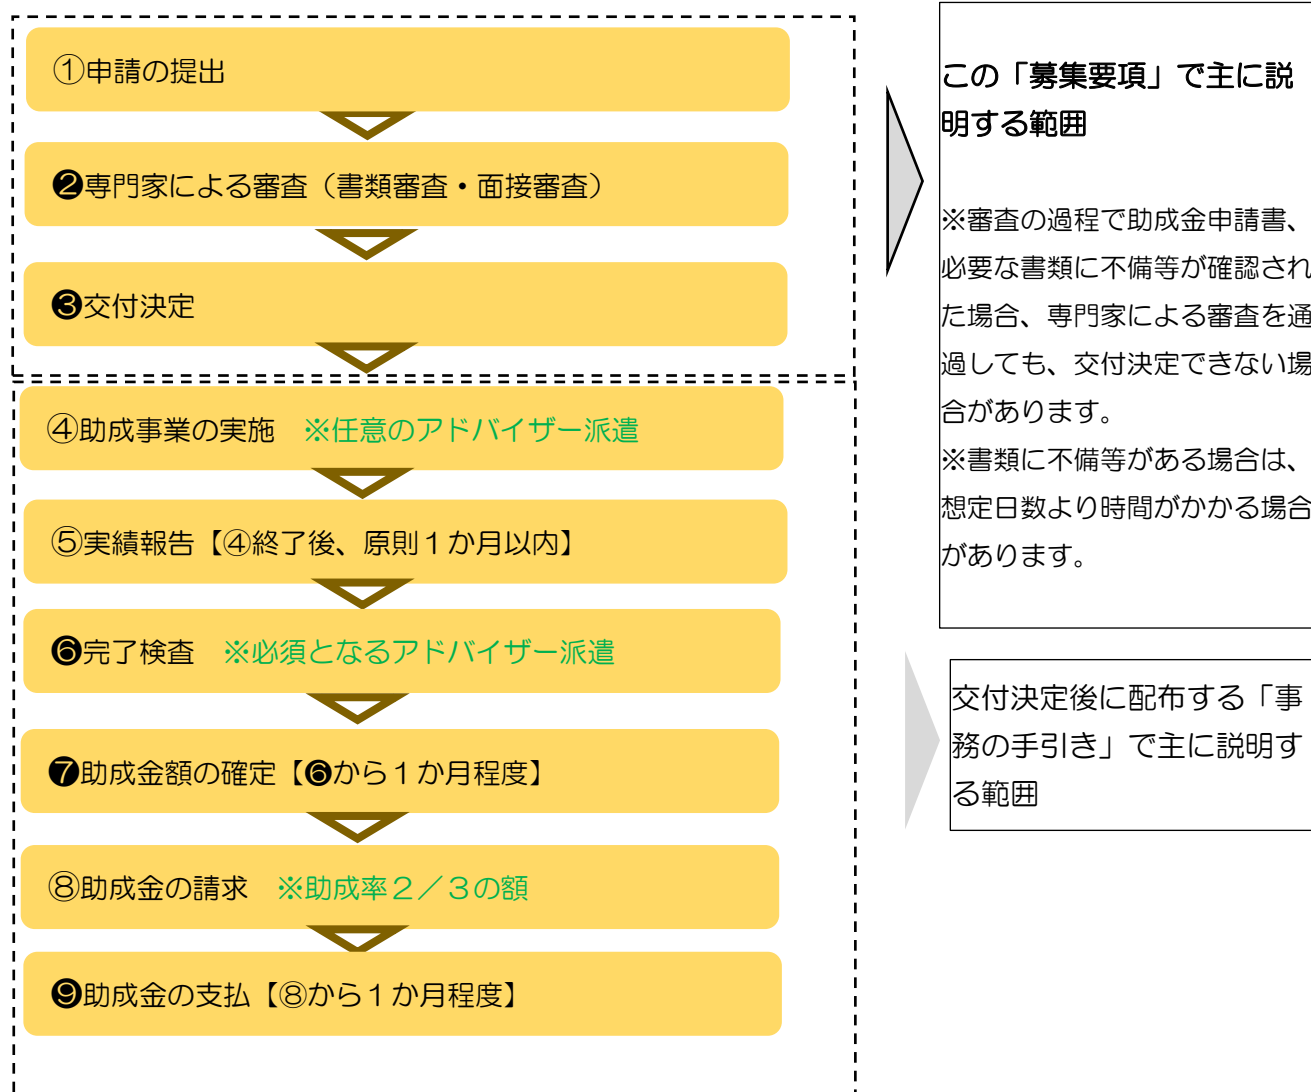 ①申請の提出
❷専門家による審査（書類審査・面接審査）
❸交付決定
④助成事業の実施　※任意のアドバイザー派遣
⑤実績報告【④終了後、原則１か月以内】
❻完了検査　※必須となるアドバイザー派遣
❼助成金額の確定【❻から１か月程度】
⑧助成金の請求　※助成率２／３の額
❾助成金の支払【⑧から１か月程度】
この「募集要項」で主に説
明する範囲
※審査の過程で助成金申請書、
必要な書類に不備等が確認され
た場合、専門家による審査を通
過しても、交付決定できない場
合があります。
※書類に不備等がある場合は、
想定日数より時間がかかる場合
があります。
交付決定後に配布する「事
務の手引き」で主に説明す
る範囲